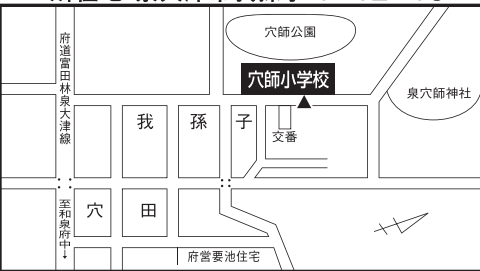 穴師公園
穴師小学校
泉穴師神社
府道富田林泉大津線
我孫子
交番
至和泉府中→
穴田
府営要池住宅